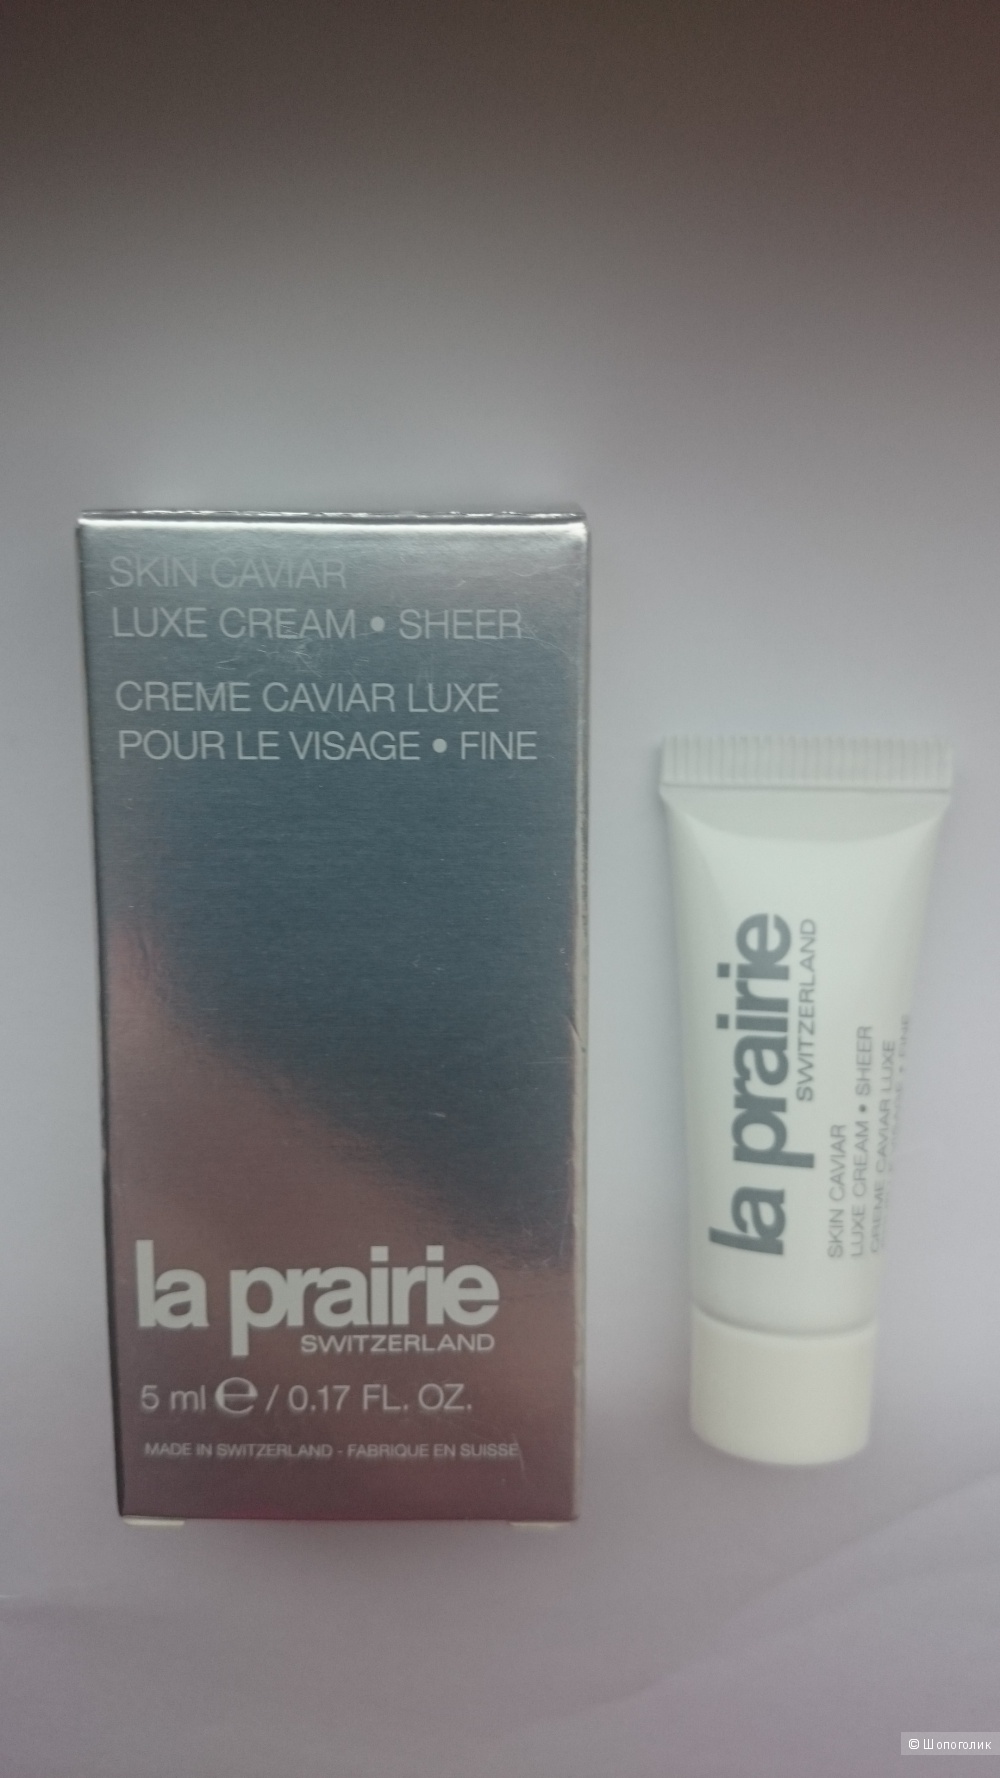 SKIN CAVIAR
LUXE CREAM • SHEER
CREME CAVIAR LUXE
POUR LE VISAGE • FINE
la prairie
SWITZERLAND
5 ml ℮ / 0.17 FL. OZ.
MADE IN SWITZERLAND - FABRIQUE EN SUISSE
la prairie
SWITZERLAND
SKIN CAVIAR
LUXE CREAM • SHEER
CREME CAVIAR LUXE
• FINE
© Шопоголик